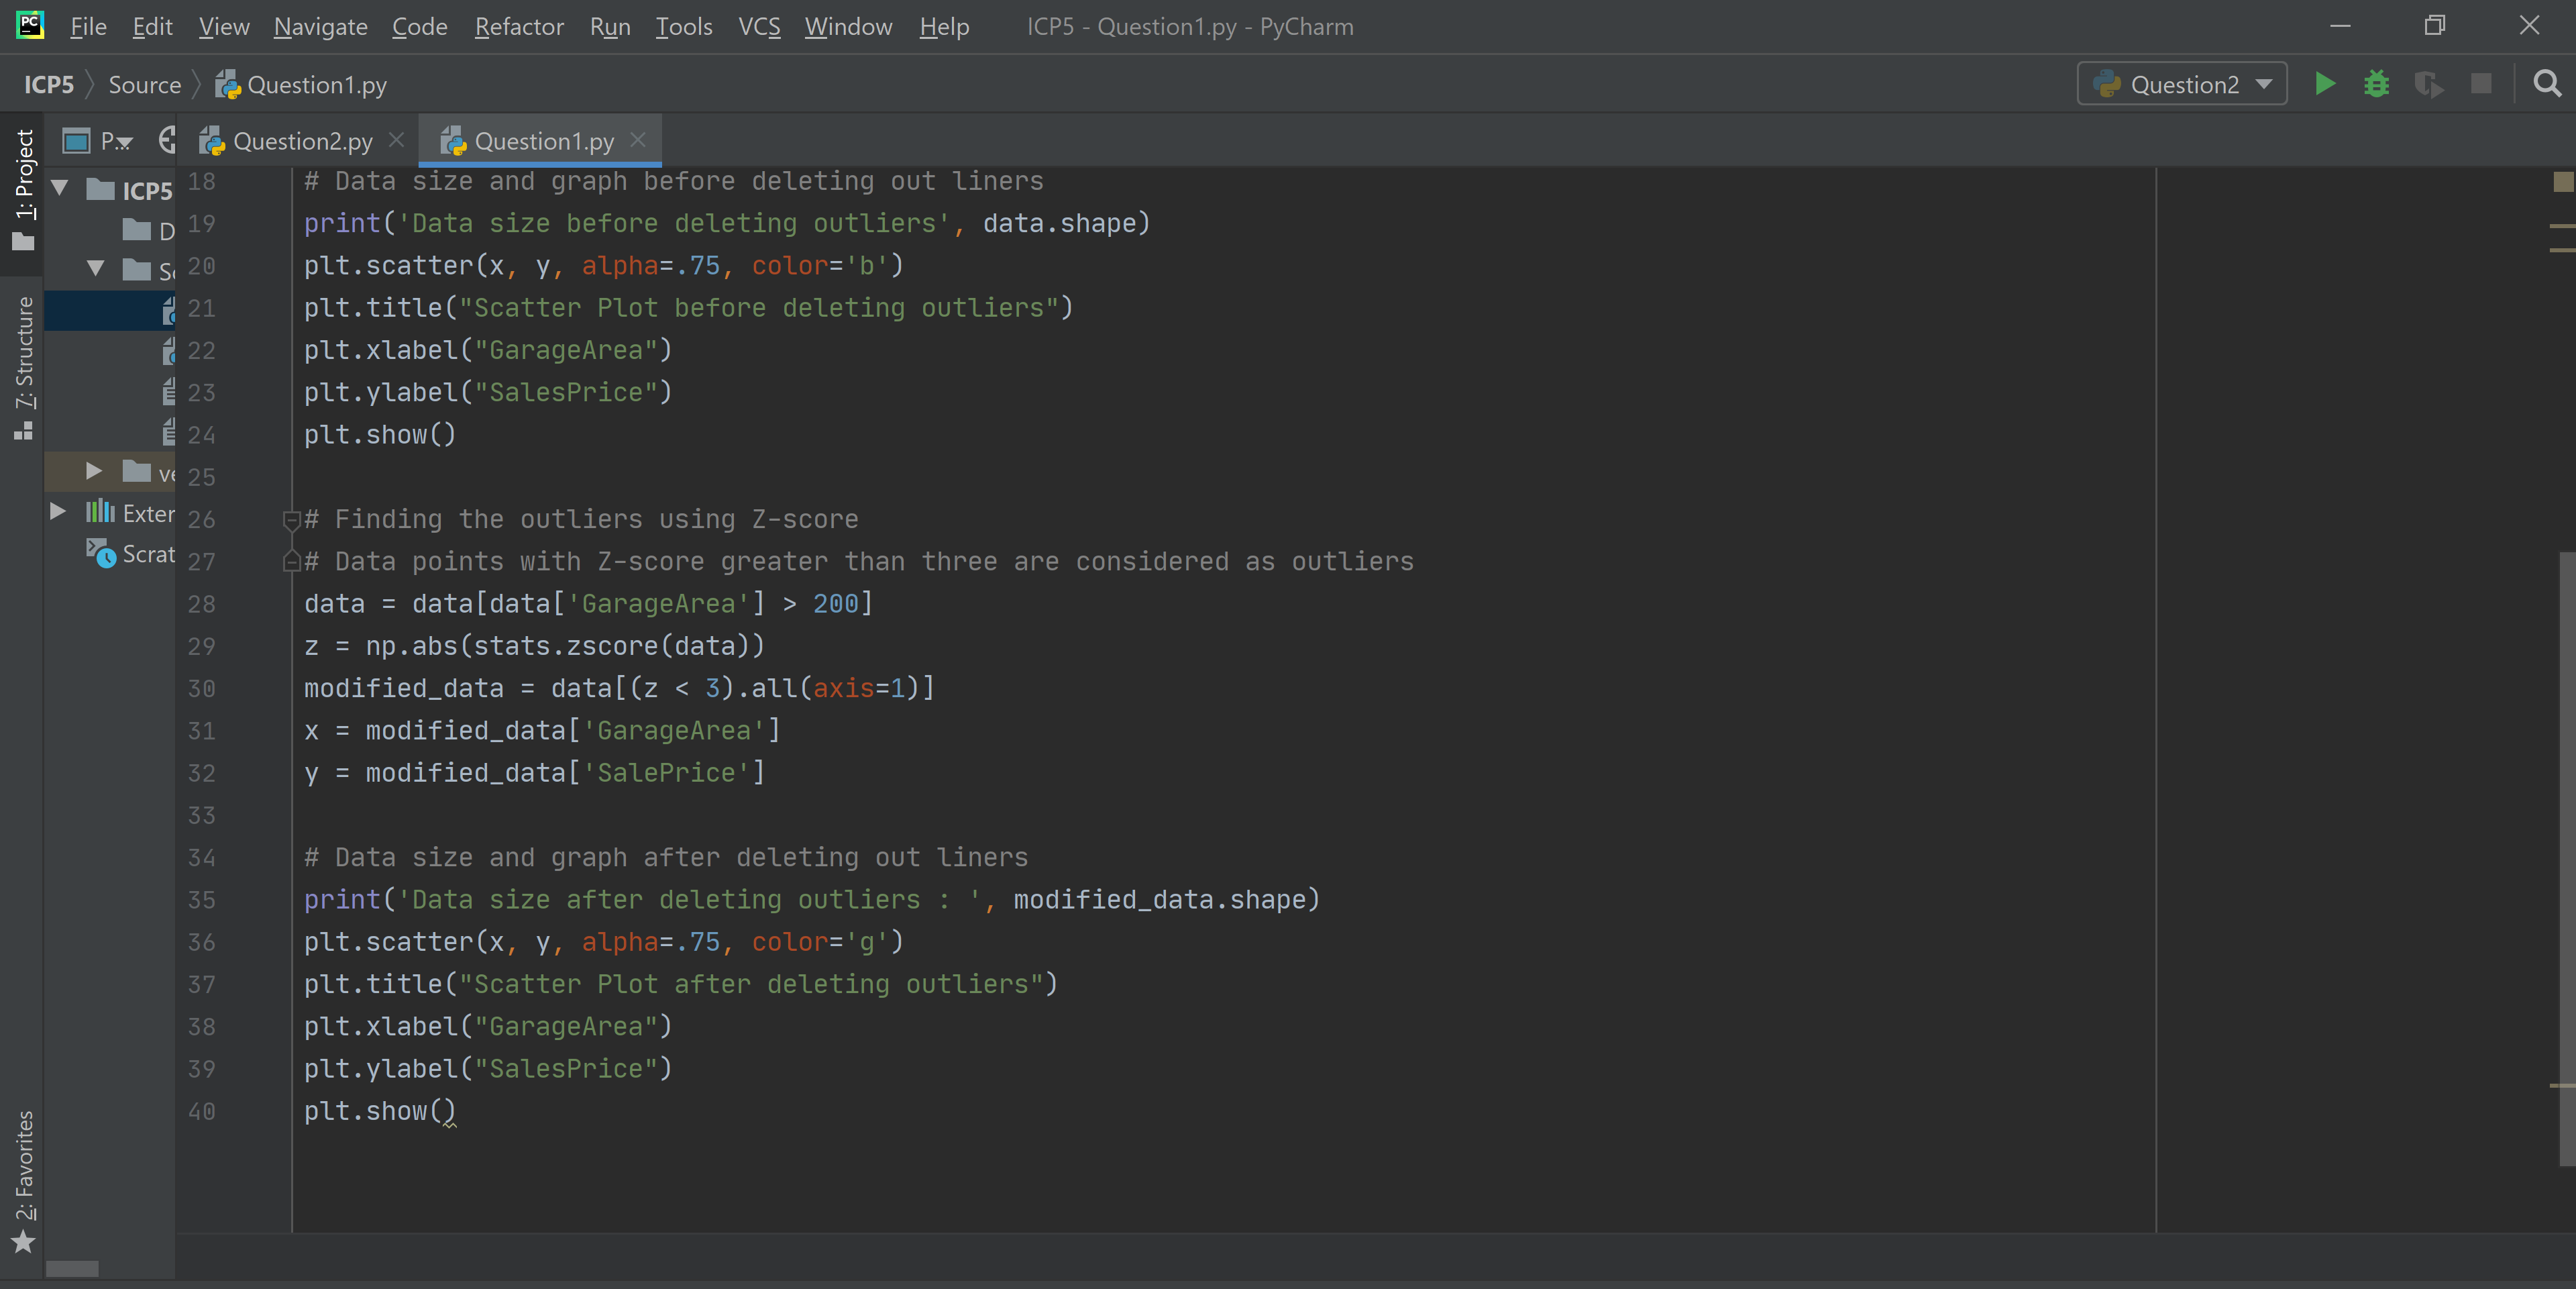 PC File Edit View Navigate Code Refactor Run Tools VCS Window Help ICP5 - Question1.py - PyCharm
ICP5 Source Question1.py Question2
1: Project P... Question2.py Question1.py
ICP5
D
Exter
Scrat
7: Structure
2: Favorites
18 # Data size and graph before deleting out liners
19 print('Data size before deleting outliers', data.shape)
20 plt.scatter(x, y, alpha=.75, color='b')
21 plt.title("Scatter Plot before deleting outliers")
22 plt.xlabel("GarageArea")
23 plt.ylabel("SalesPrice")
24 plt.show()
25
26 # Finding the outliers using Z-score
27 # Data points with Z-score greater than three are considered as outliers
28 data = data[data['GarageArea'] > 200]
29 z = np.abs(stats.zscore(data))
30 modified_data = data[(z < 3).all(axis=1)]
31 x = modified_data['GarageArea']
32 y = modified_data['SalePrice']
33
34 # Data size and graph after deleting out liners
35 print('Data size after deleting outliers : ', modified_data.shape)
36 plt.scatter(x, y, alpha=.75, color='g')
37 plt.title("Scatter Plot after deleting outliers")
38 plt.xlabel("GarageArea")
39 plt.ylabel("SalesPrice")
40 plt.show()